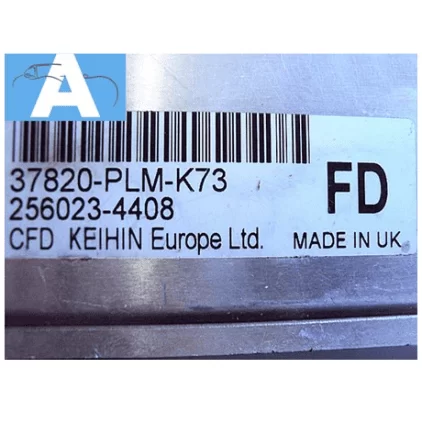 A
37820-PLM-K73
256023-4408
FD
CFD KEIHIN Europe Ltd. MADE IN UK